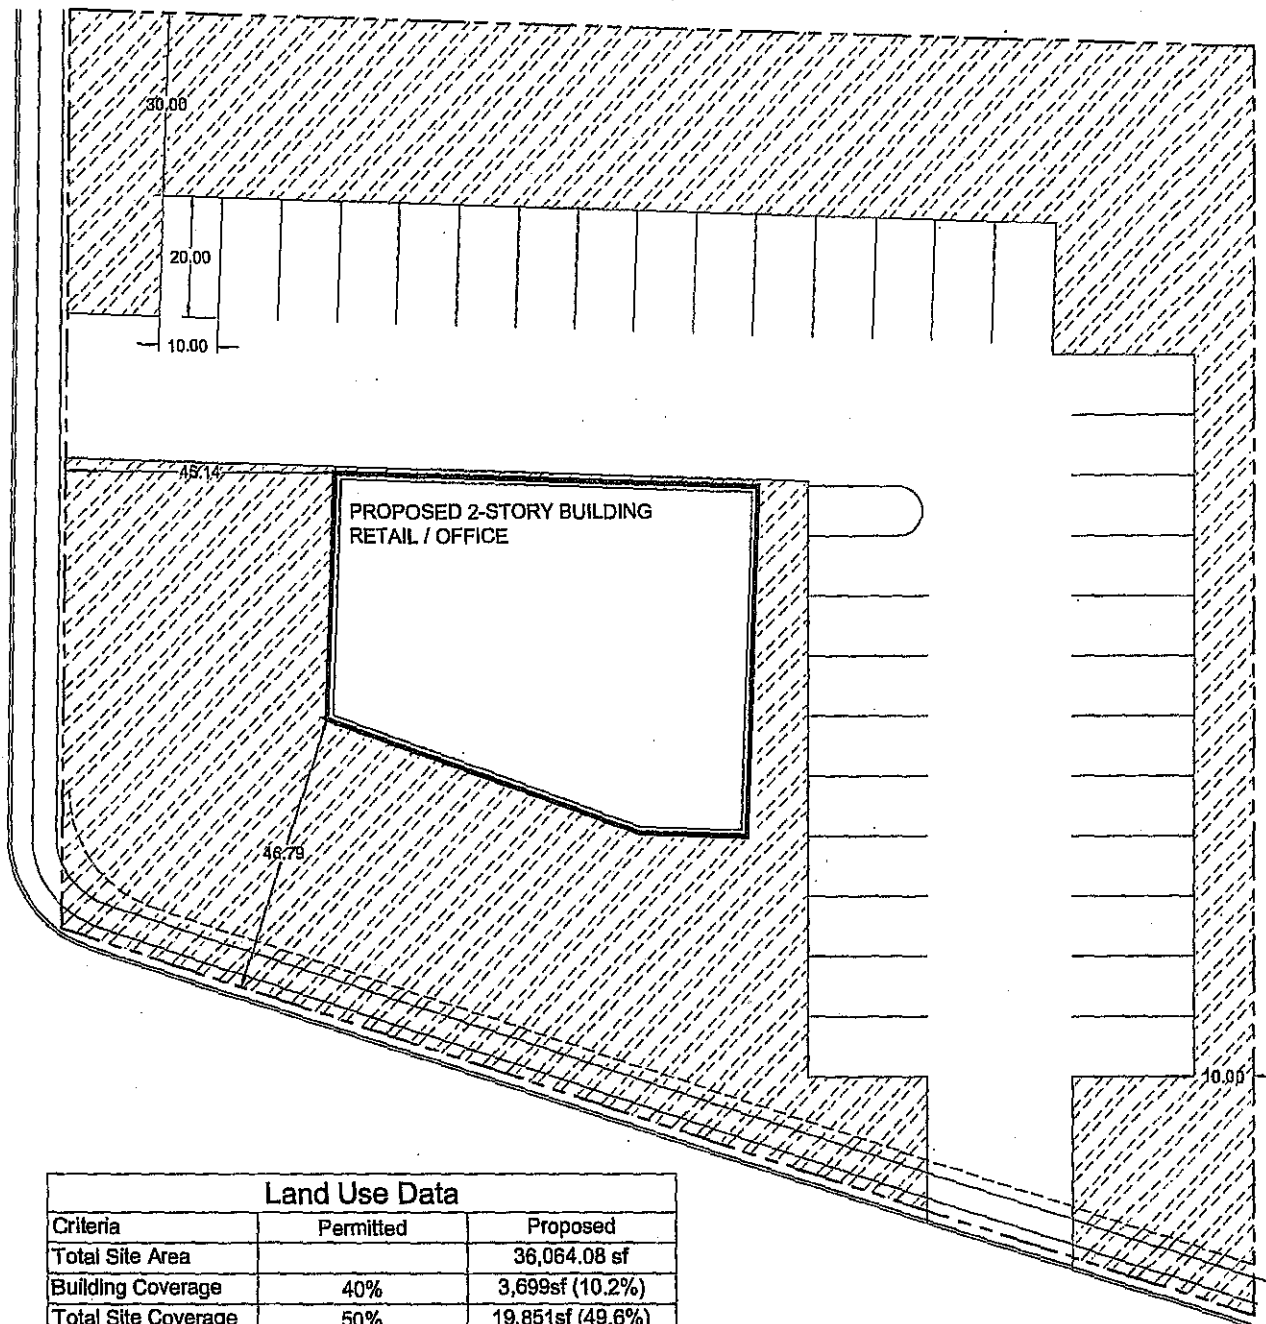 30.00
20.00
10.00
45.14
PROPOSED 2-STORY BUILDING
RETAIL / OFFICE
46.79
10.00
Land Use Data
Criteria Permitted Proposed
Total Site Area 36,064.08 sf
Building Coverage 40% 3,699sf (10.2%)
Total Site Coverage 50% 19,851sf (49.6%)